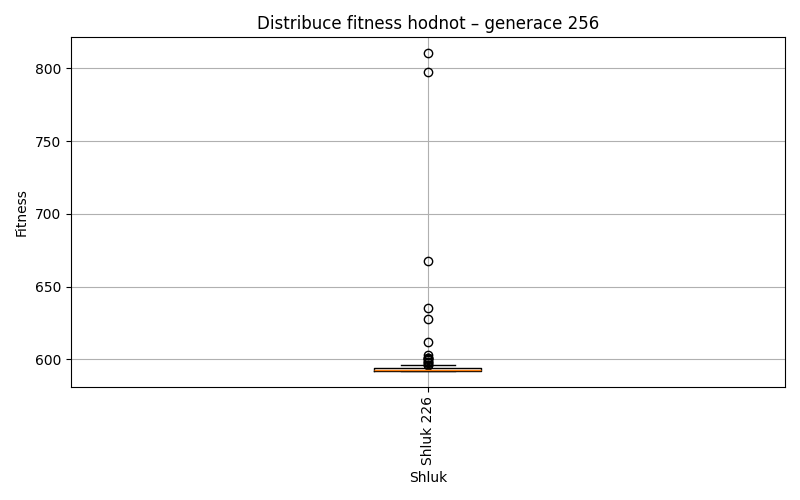 Distribuce fitness hodnot – generace 256
800
750
700
650
600
Fitness
Shluk 226
Shluk